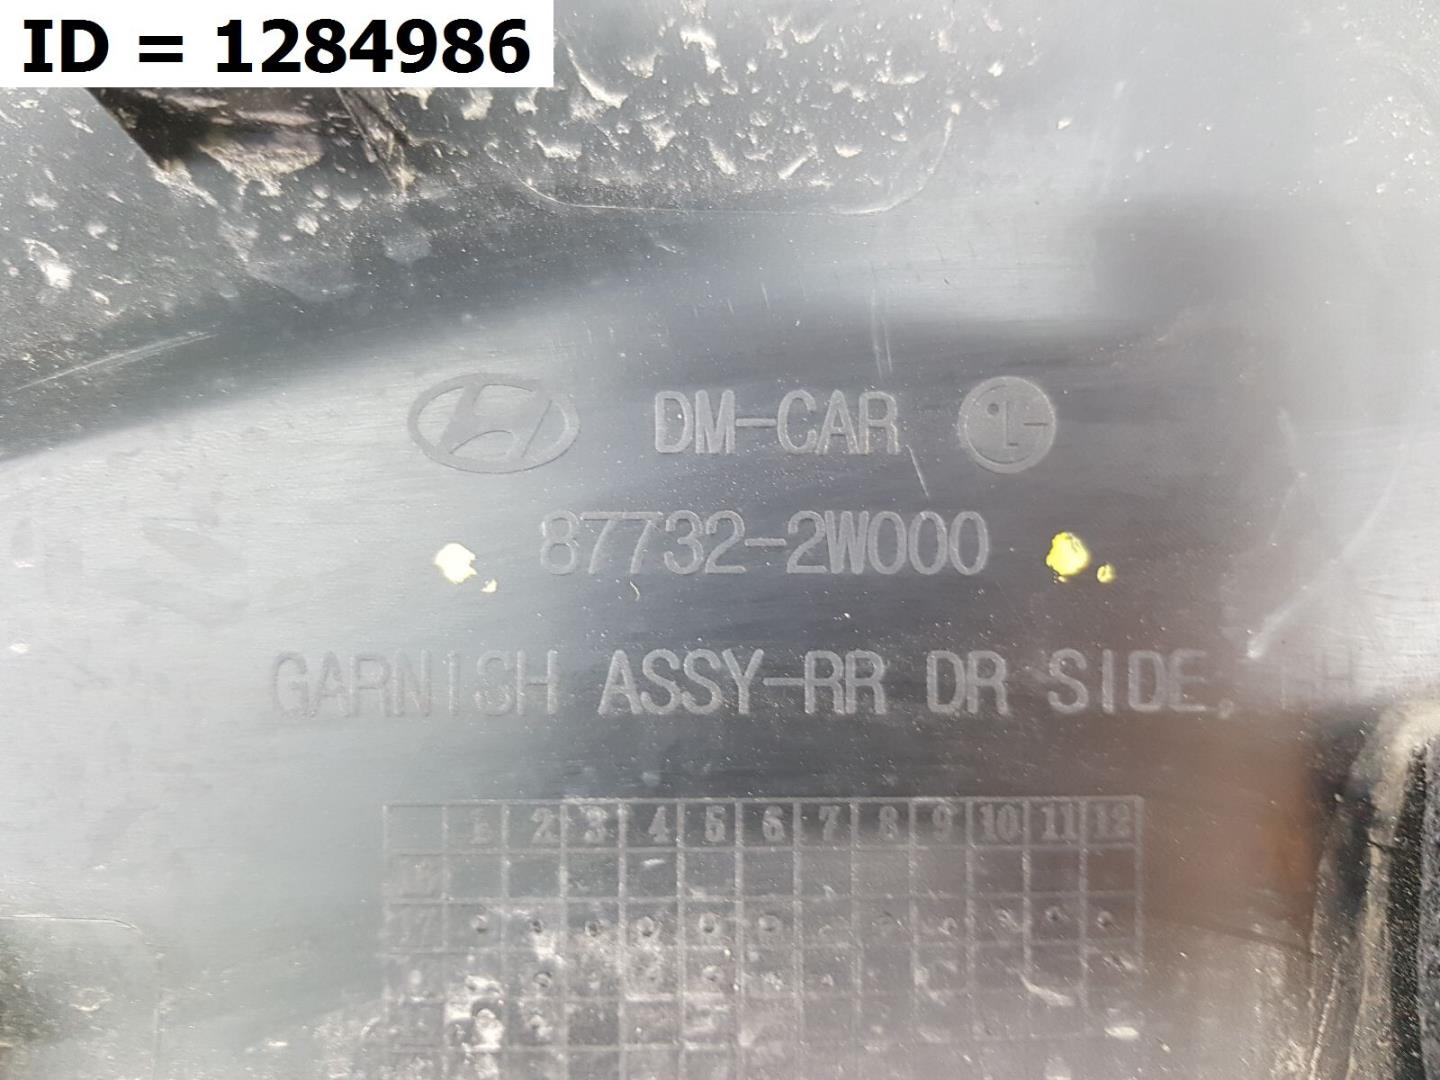 ID = 1284986
DM-CAR
87732-2W000
GARNISH ASSY-RR DR SIDE,
1 2 3 4 5 6 7 8 9 10 11 12
17